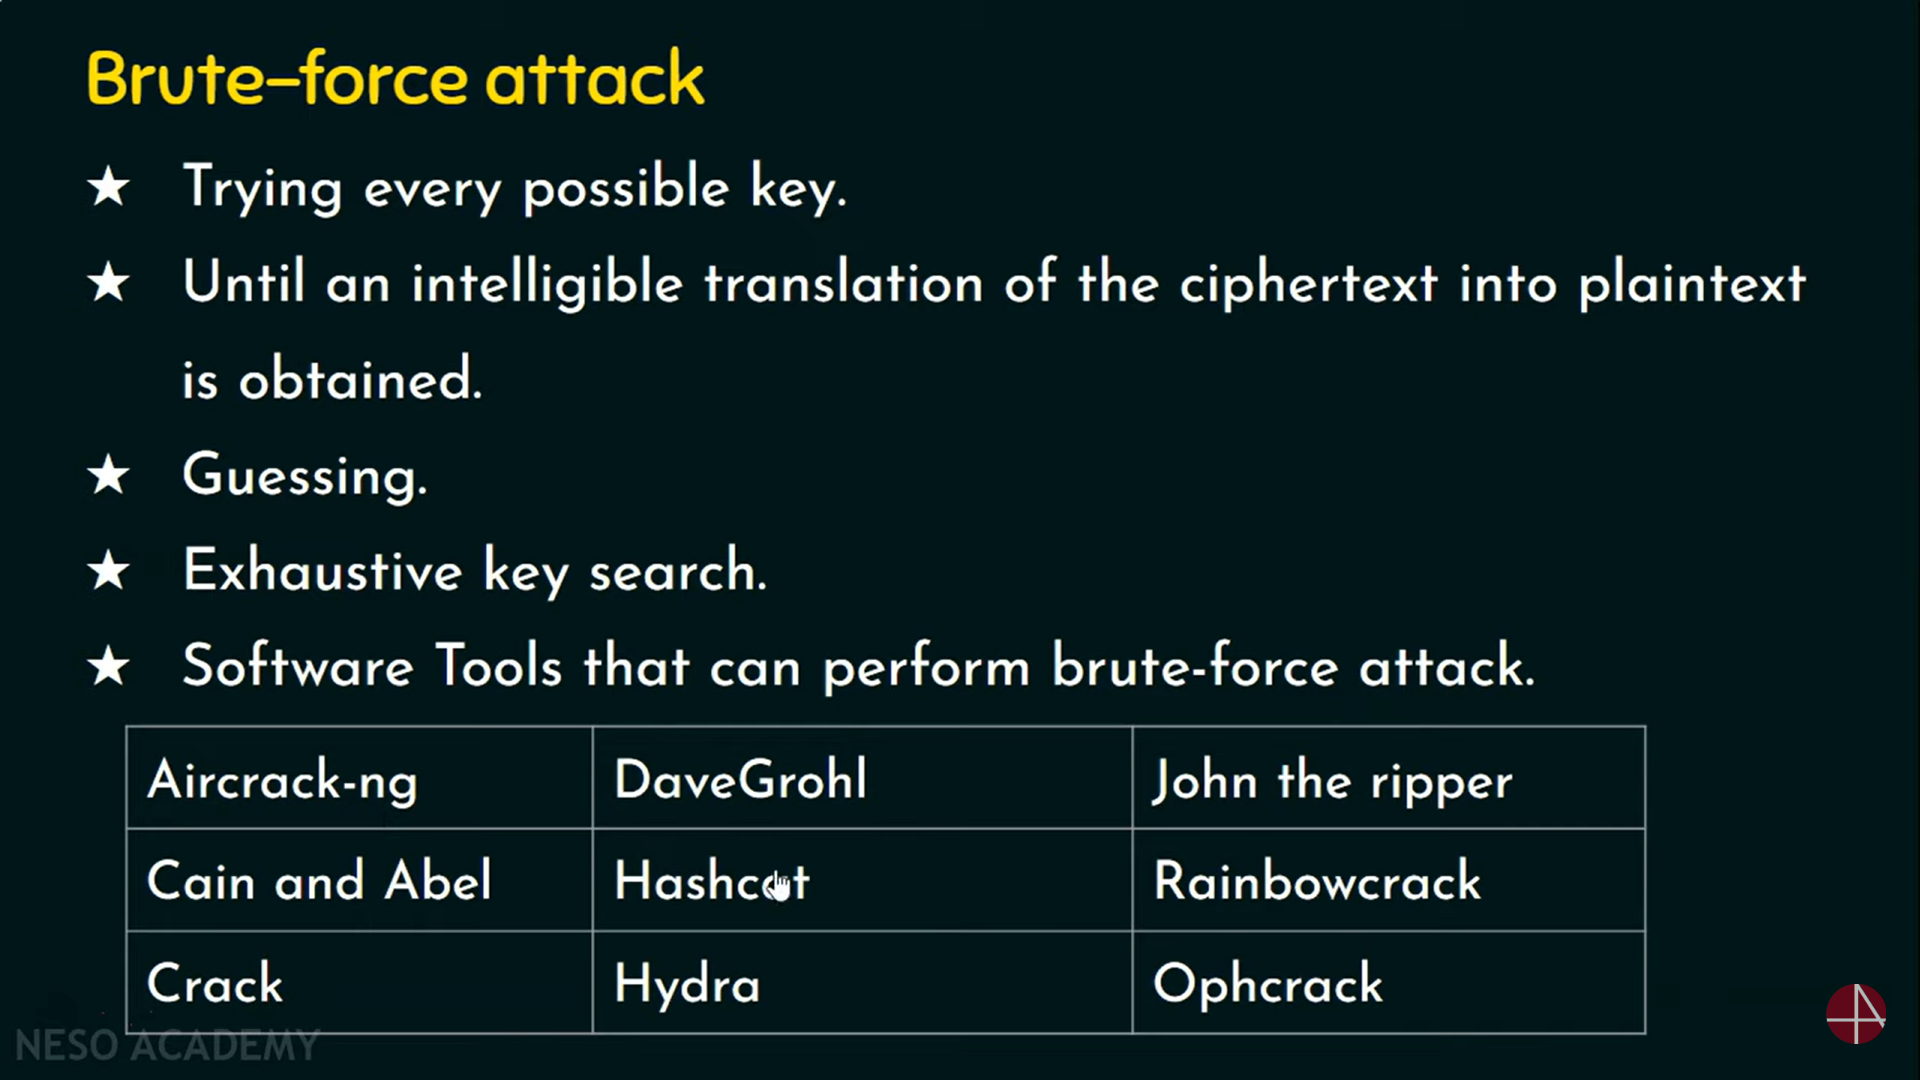 Brute-force attack
★ Trying every possible key.
★ Until an intelligible translation of the ciphertext into plaintext
is obtained.
★ Guessing.
★ Exhaustive key search.
★ Software Tools that can perform brute-force attack.
Aircrack-ng DaveGrohl John the ripper
Cain and Abel Hashcat Rainbowcrack
Crack Hydra Ophcrack
NESO ACADEMY